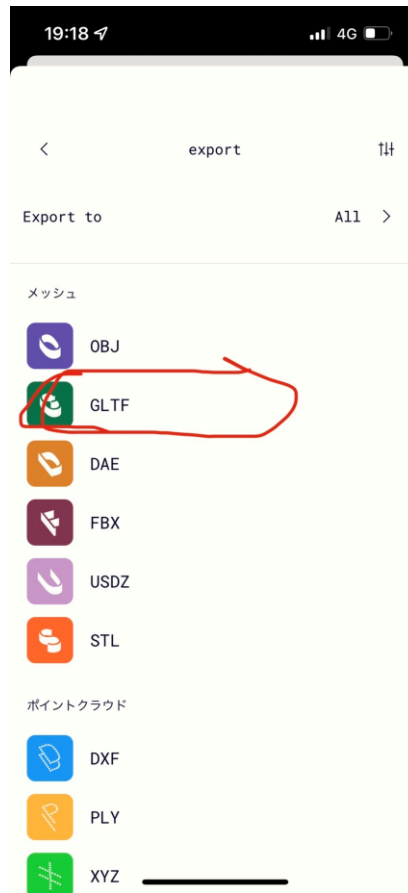 19:18
4G
export
Export to All
メッシュ
OBJ
GLTF
DAE
FBX
USDZ
STL
ポイントクラウド
DXF
PLY
XYZ